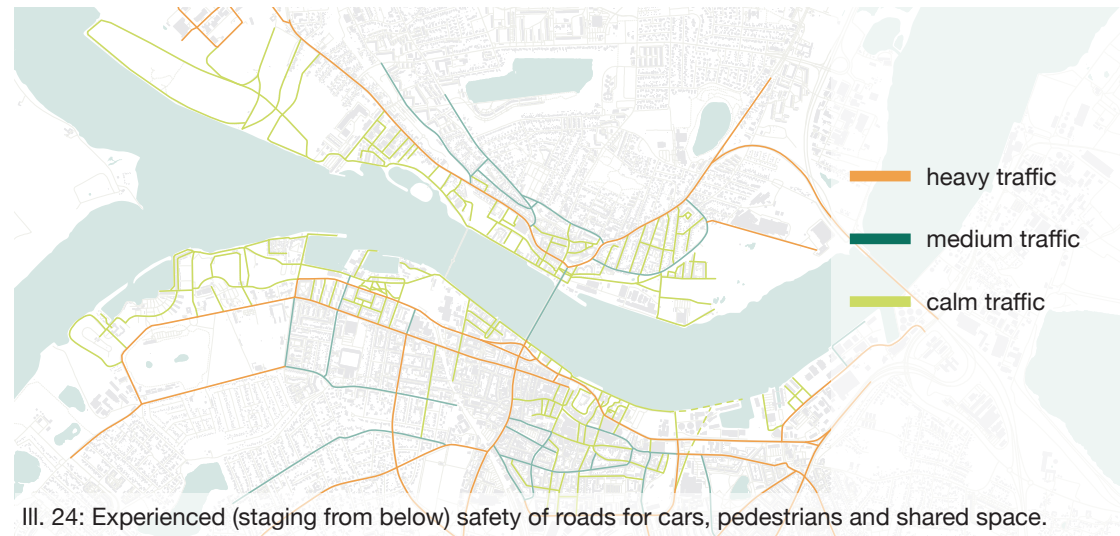 heavy traffic
medium traffic
calm traffic
III. 24: Experienced (staging from below) safety of roads for cars, pedestrians and shared space.